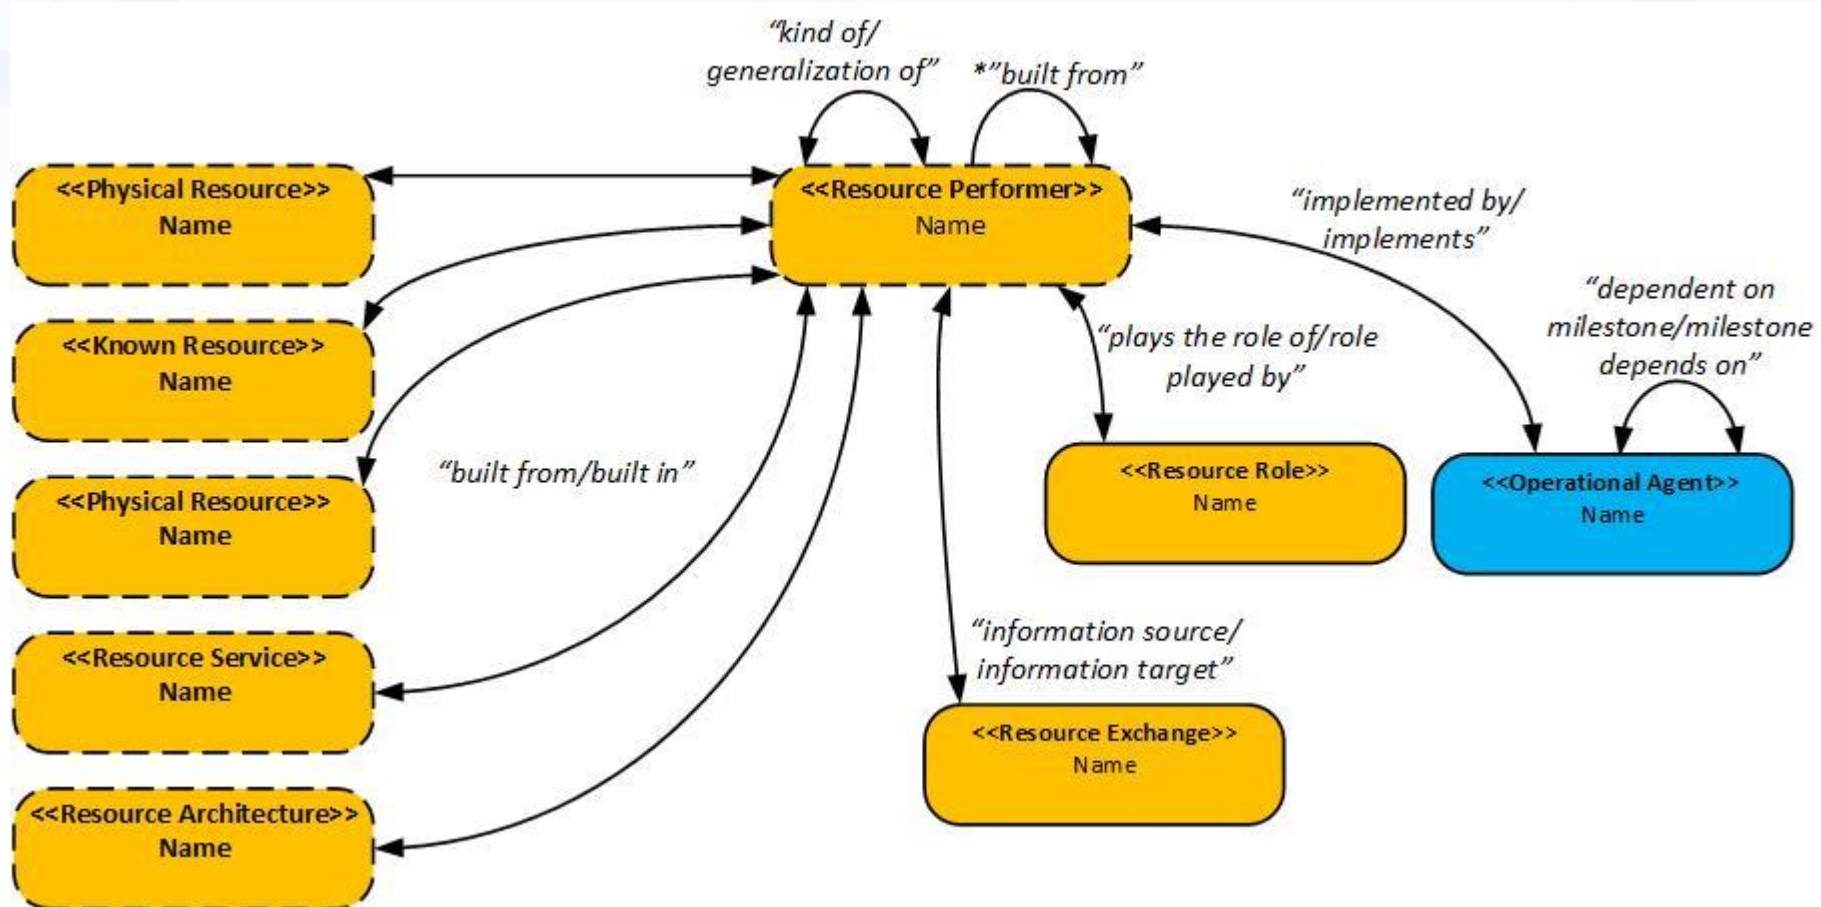 “kind of/
generalization of”
*”built from”
<<Physical Resource>>
Name
<<Resource Performer>>
Name
“implemented by/
implements”
“dependent on
milestone/milestone
depends on”
<<Known Resource>>
Name
“plays the role of/role
played by”
“built from/built in”
<<Physical Resource>>
Name
<<Resource Role>>
Name
<<Operational Agent>>
Name
“information source/
information target”
<<Resource Service>>
Name
<<Resource Exchange>>
Name
<<Resource Architecture>>
Name